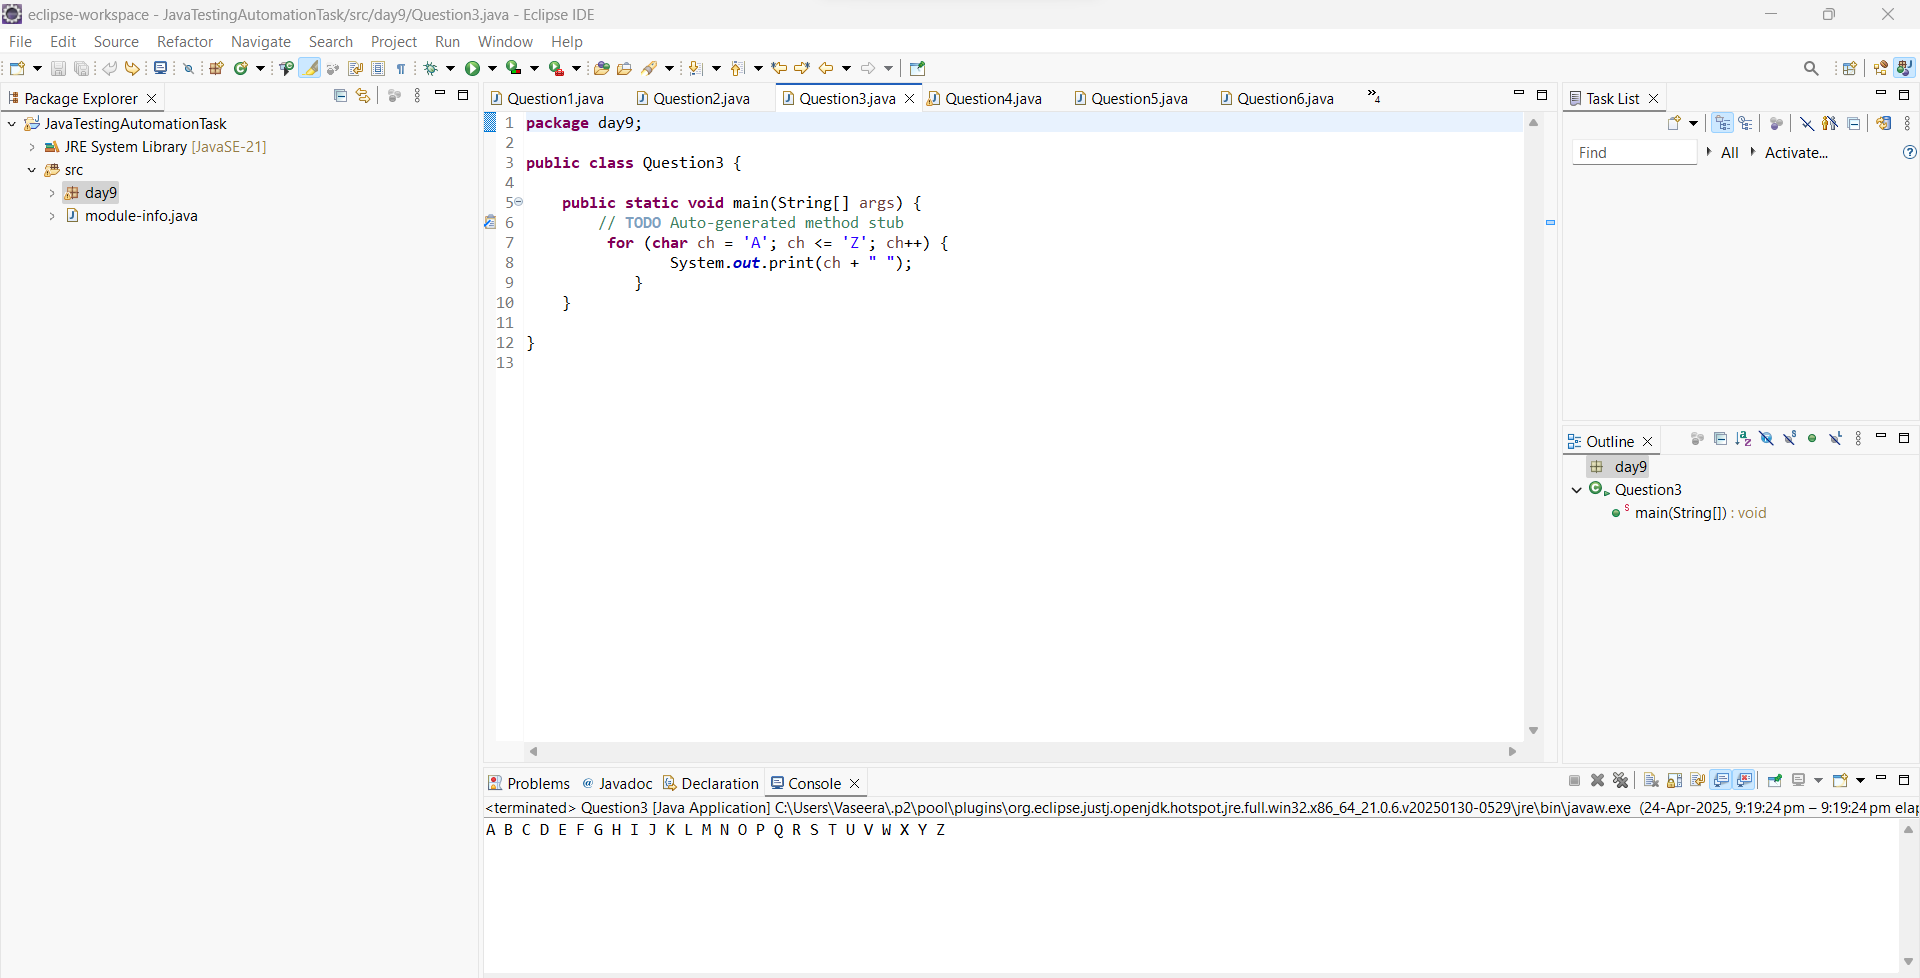 eclipse-workspace - JavaTestingAutomationTask/src/day9/Question3.java - Eclipse IDE
File Edit Source Refactor Navigate Search Project Run Window Help
Package Explorer
JavaTestingAutomationTask
JRE System Library [JavaSE-21]
src
day9
module-info.java
Question1.java Question2.java Question3.java Question4.java Question5.java Question6.java »4
1 package day9;
2
3 public class Question3 {
4
5 public static void main(String[] args) {
6 // TODO Auto-generated method stub
7 for (char ch = 'A'; ch <= 'Z'; ch++) {
8 System.out.print(ch + " ");
9 }
10 }
11
12 }
13
Task List
Find All Activate...
Outline
day9
Question3
main(String[]) : void
Problems @ Javadoc Declaration Console
<terminated> Question3 [Java Application] C:\Users\Vaseera\.p2\pool\plugins\org.eclipse.justj.openjdk.hotspot.jre.full.win32.x86_64_21.0.6.v20250130-0529\jre\bin\javaw.exe (24-Apr-2025, 9:19:24 pm – 9:19:24 pm elap
A B C D E F G H I J K L M N O P Q R S T U V W X Y Z